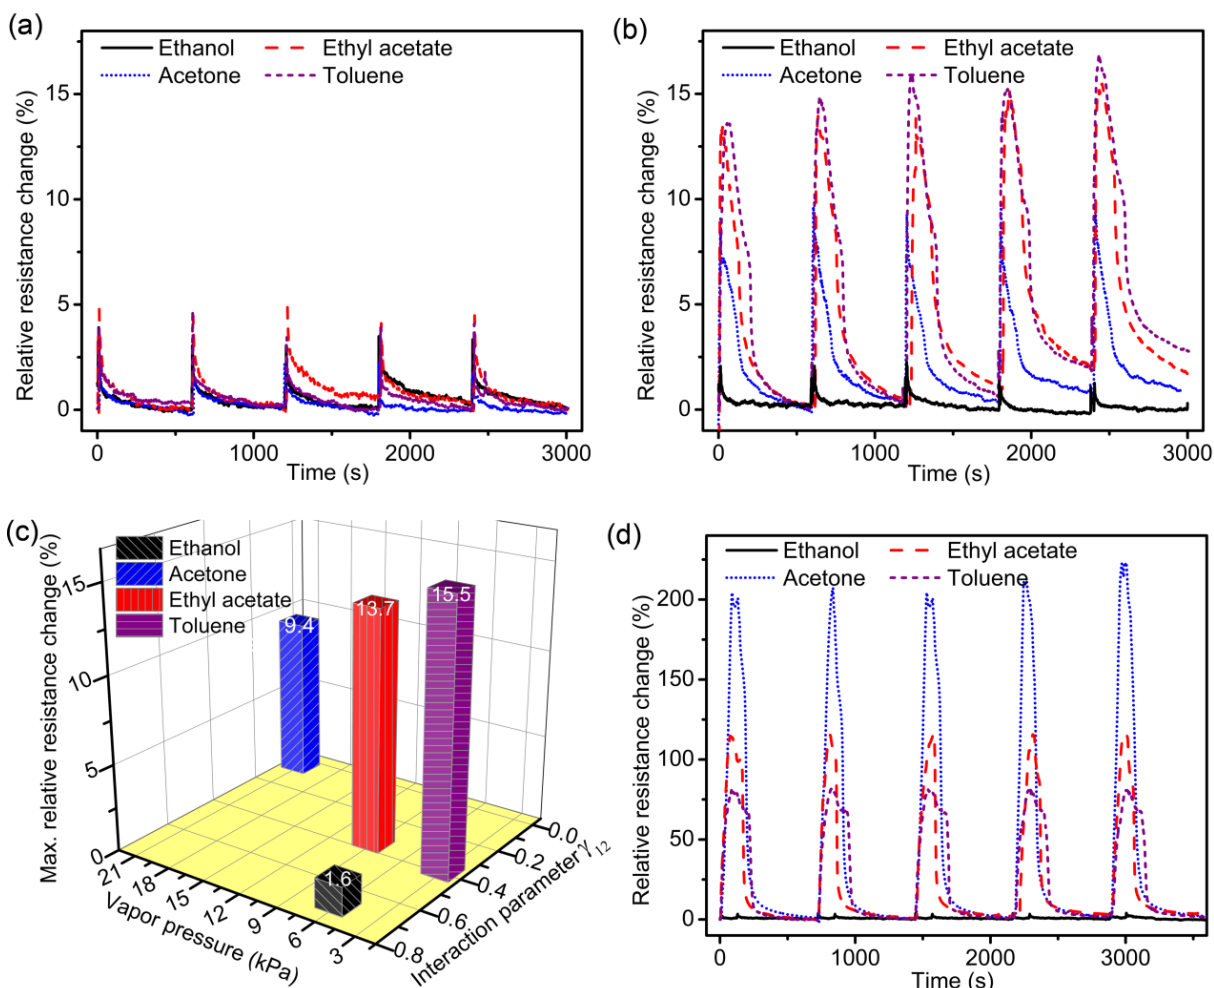 (a)
Ethanol
Ethyl acetate
Acetone
Toluene
15
10
5
0
Relative resistance change (%)
0
1000
2000
3000
Time (s)
(b)
Ethanol
Ethyl acetate
Acetone
Toluene
15
10
5
0
Relative resistance change (%)
0
1000
2000
3000
Time (s)
(c)
Ethanol
Acetone
Ethyl acetate
Toluene
15
10
5
0
Max. relative resistance change (%)
9.4
13.7
15.5
1.6
21
18
15
12
9
6
3
Vapor pressure (kPa)
0.0
0.2
0.4
0.6
0.8
Interaction parameter γ12
(d)
Ethanol
Ethyl acetate
Acetone
Toluene
200
150
100
50
0
Relative resistance change (%)
0
1000
2000
3000
Time (s)